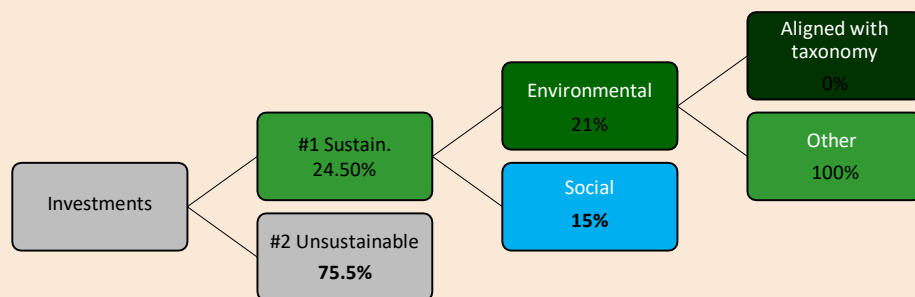 Investments
#1 Sustain.
24.50%
#2 Unsustainable
75.5%
Environmental
21%
Social
15%
Aligned with
taxonomy
0%
Other
100%